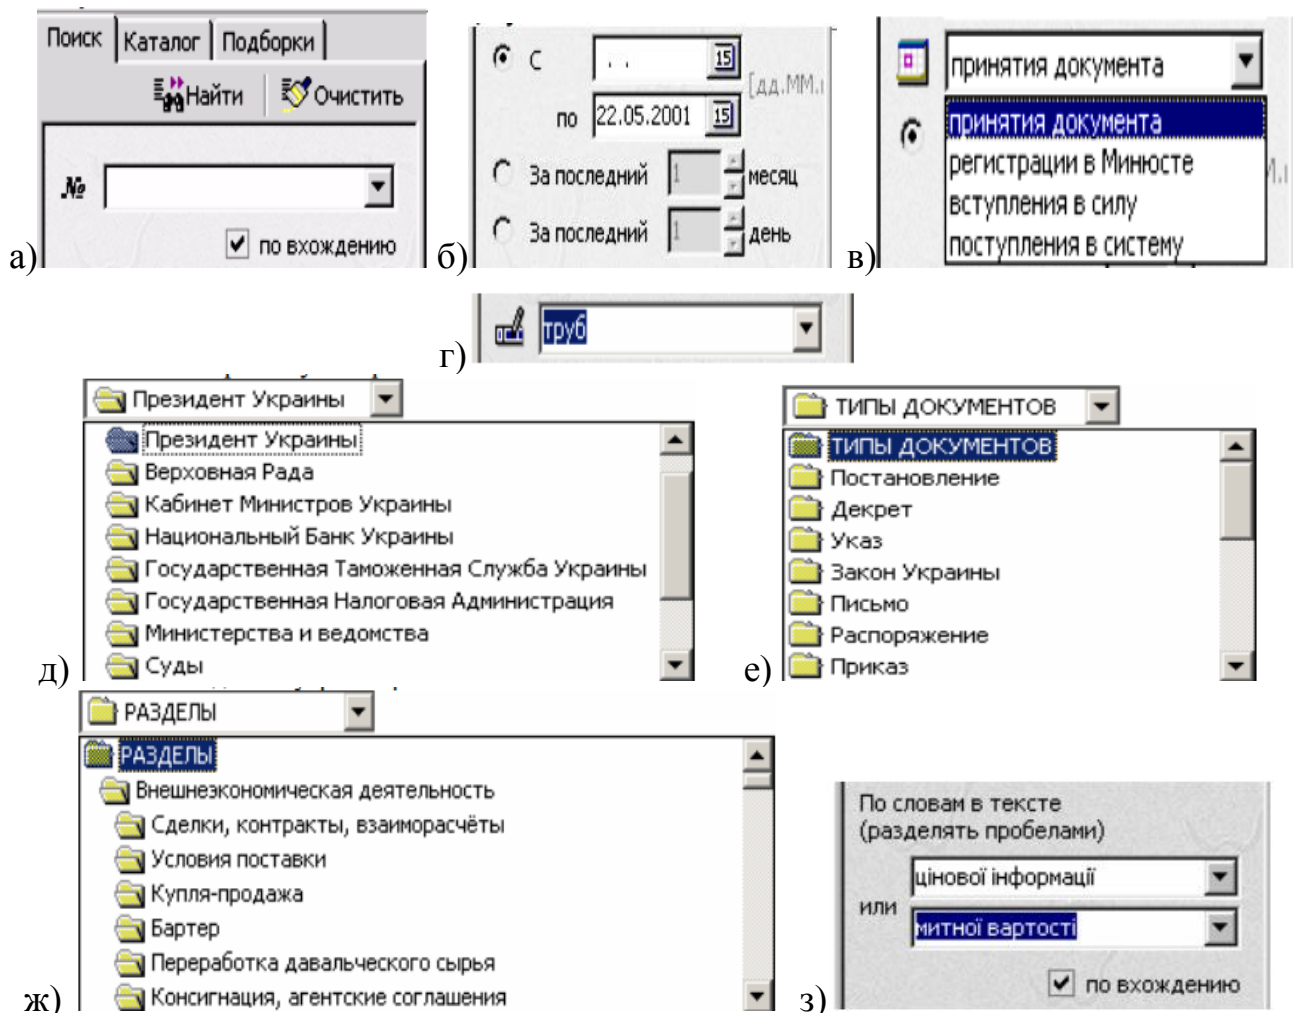 Поиск Каталог Подборки
Найти Очистить
№
по вхождению
а)
С . . 15
[дд.ММ.
по 22.05.2001 15
За последний 1 месяц
За последний 1 день
б)
принятия документа
принятия документа
регистрации в Минюсте
вступления в силу
поступления в систему
в)
труб
г)
Президент Украины
Президент Украины
Верховная Рада
Кабинет Министров Украины
Национальный Банк Украины
Государственная Таможенная Служба Украины
Государственная Налоговая Администрация
Министерства и ведомства
Суды
д)
ТИПЫ ДОКУМЕНТОВ
ТИПЫ ДОКУМЕНТОВ
Постановление
Декрет
Указ
Закон Украины
Письмо
Распоряжение
Приказ
е)
РАЗДЕЛЫ
РАЗДЕЛЫ
Внешнеэкономическая деятельность
Сделки, контракты, взаиморасчёты
Условия поставки
Купля-продажа
Бартер
Переработка давальческого сырья
Консигнация, агентские соглашения
ж)
По словам в тексте
(разделять пробелами)
цінової інформації
или
митної вартості
по вхождению
з)